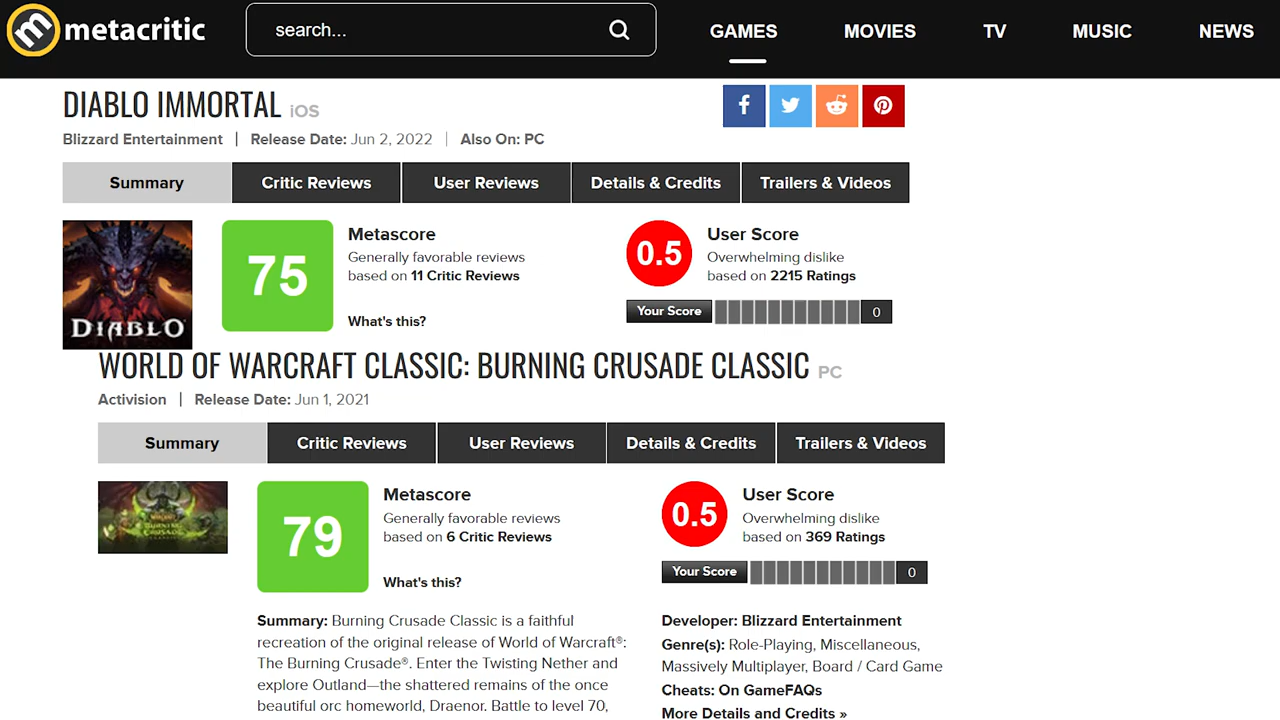 metacritic
search...
GAMES
MOVIES
TV
MUSIC
NEWS
DIABLO IMMORTAL iOS
Blizzard Entertainment | Release Date: Jun 2, 2022 | Also On: PC
Summary
Critic Reviews
User Reviews
Details & Credits
Trailers & Videos
DIABLO
75
Metascore
Generally favorable reviews
based on 11 Critic Reviews
What's this?
0.5
User Score
Overwhelming dislike
based on 2215 Ratings
Your Score
0
WORLD OF WARCRAFT CLASSIC: BURNING CRUSADE CLASSIC PC
Activision | Release Date: Jun 1, 2021
Summary
Critic Reviews
User Reviews
Details & Credits
Trailers & Videos
BURNING
CRUSADE
79
Metascore
Generally favorable reviews
based on 6 Critic Reviews
What's this?
0.5
User Score
Overwhelming dislike
based on 369 Ratings
Your Score
0
Summary: Burning Crusade Classic is a faithful
recreation of the original release of World of Warcraft®:
The Burning Crusade®. Enter the Twisting Nether and
explore Outland—the shattered remains of the once
beautiful orc homeworld, Draenor. Battle to level 70,
Developer: Blizzard Entertainment
Genre(s): Role-Playing, Miscellaneous,
Massively Multiplayer, Board / Card Game
Cheats: On GameFAQs
More Details and Credits »